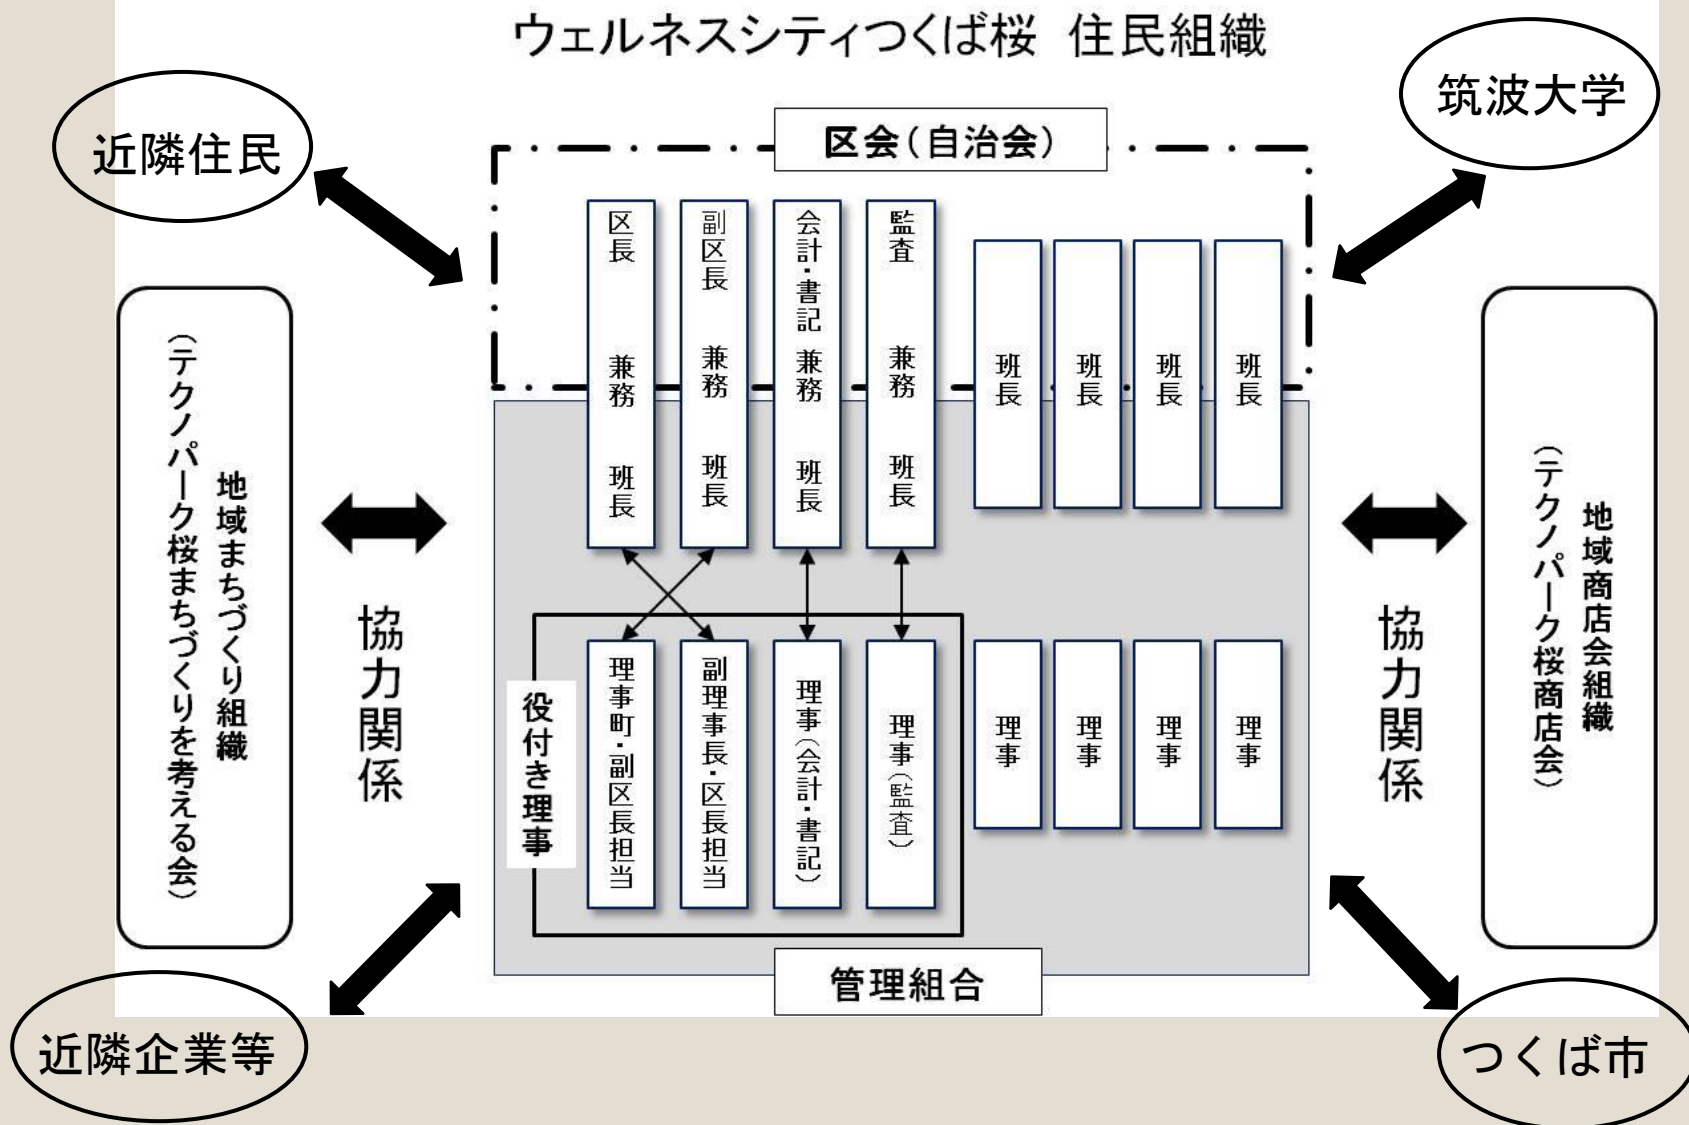 ウェルネスシティつくば桜 住民組織
近隣住民
筑波大学
区会(自治会)
区長 兼務 班長
副区長 兼務 班長
会計・書記 兼務 班長
監査 兼務 班長
班長
班長
班長
班長
地域まちづくり組織
(テクノパーク桜まちづくりを考える会)
協力関係
協力関係
地域商店会組織
(テクノパーク桜商店会)
役付き理事
理事町・副区長担当
副理事長・区長担当
理事(会計・書記)
理事(監査)
理事
理事
理事
理事
管理組合
近隣企業等
つくば市